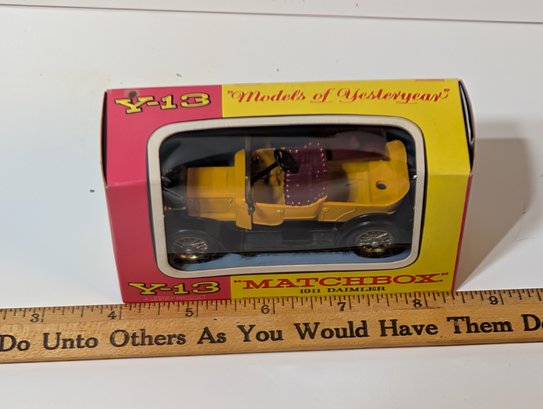 Y-13 "Models of Yesteryear"
Y-13 "MATCHBOX"
1911 DAIMLER
3 4 5 6 7 8 9
Do Unto Others As You Would Have Them D